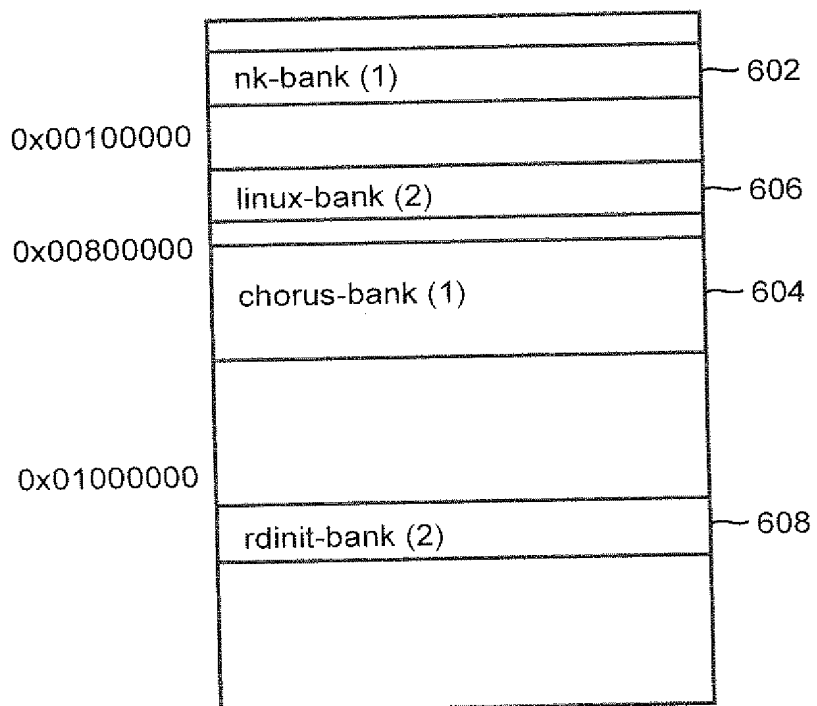 nk-bank (1)
602
0x00100000
linux-bank (2)
606
0x00800000
chorus-bank (1)
604
0x01000000
rdinit-bank (2)
608